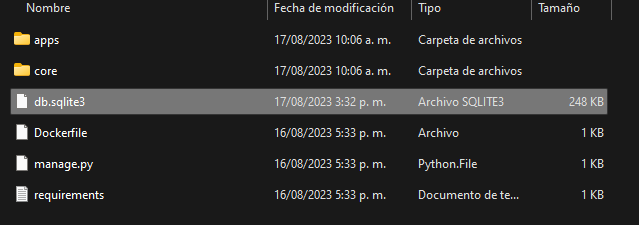 Nombre Fecha de modificación Tipo Tamaño
apps 17/08/2023 10:06 a. m. Carpeta de archivos
core 17/08/2023 10:06 a. m. Carpeta de archivos
db.sqlite3 17/08/2023 3:32 p. m. Archivo SQLITE3 248 KB
Dockerfile 16/08/2023 5:33 p. m. Archivo 1 KB
manage.py 16/08/2023 5:33 p. m. Python.File 1 KB
requirements 16/08/2023 5:33 p. m. Documento de te... 1 KB